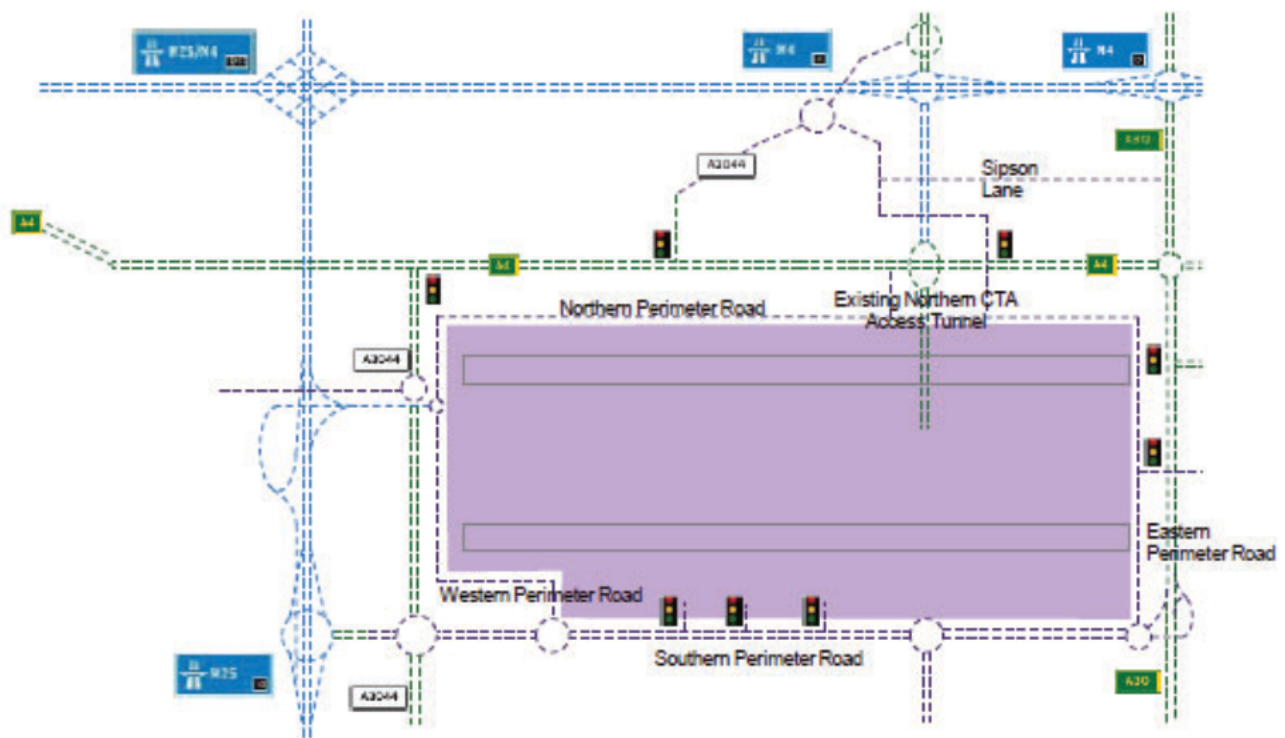 M25/M4
M4
M4
A312
A3044
Sipson
Lane
A4
A4
A4
Northern Perimeter Road
Existing Northern CTA
Access Tunnel
A3044
Eastern
Perimeter Road
Western Perimeter Road
Southern Perimeter Road
M25
A3044
A30